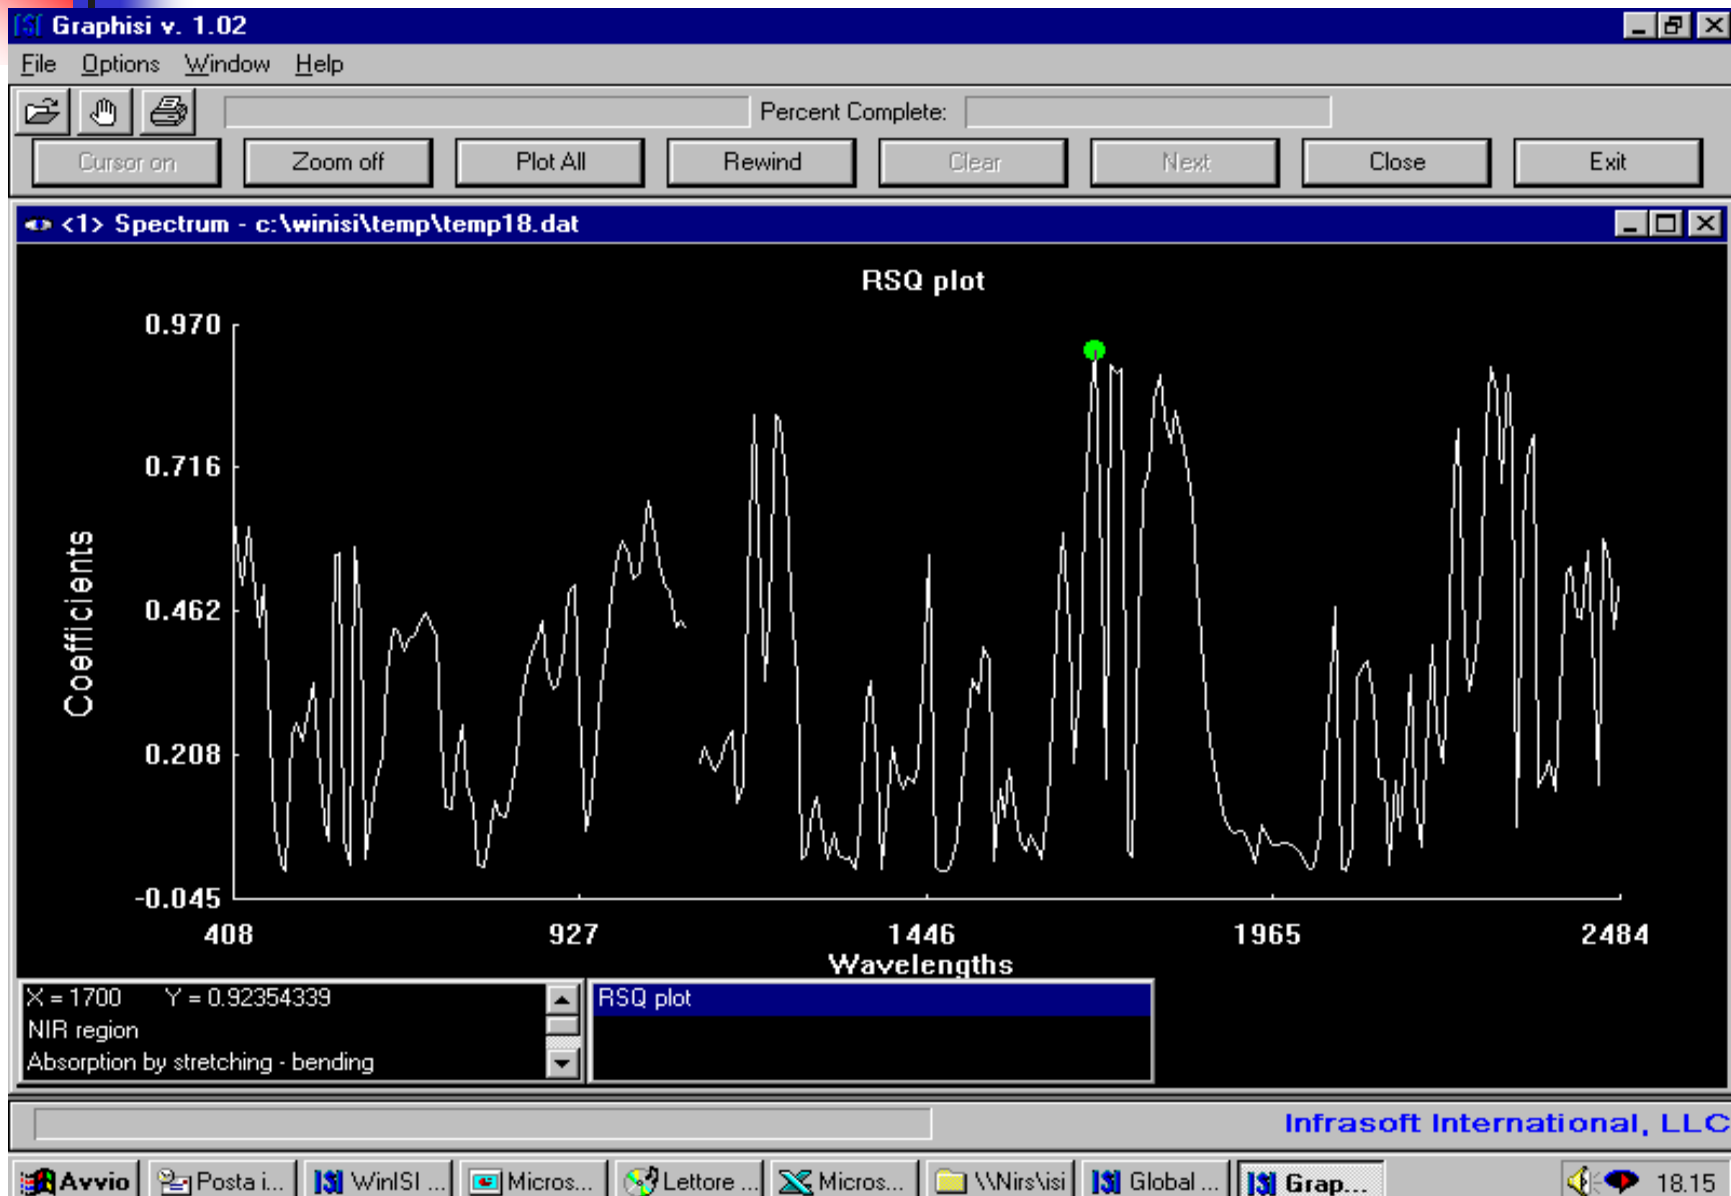 Graphisi v. 1.02
File Options Window Help
Percent Complete:
Cursor on Zoom off Plot All Rewind Clear Next Close Exit
<1> Spectrum - c:\winisi\temp\temp18.dat
RSQ plot
0.970
0.716
0.462
0.208
-0.045
Coefficients
408 927 1446 1965 2484
Wavelengths
X = 1700 Y = 0.92354339
NIR region
Absorption by stretching - bending
RSQ plot
Infrasoft International, LLC
Avvio Posta i... WinISI ... Micros... Lettore ... Micros... \\Nirs\isi Global ... Grap... 18.15